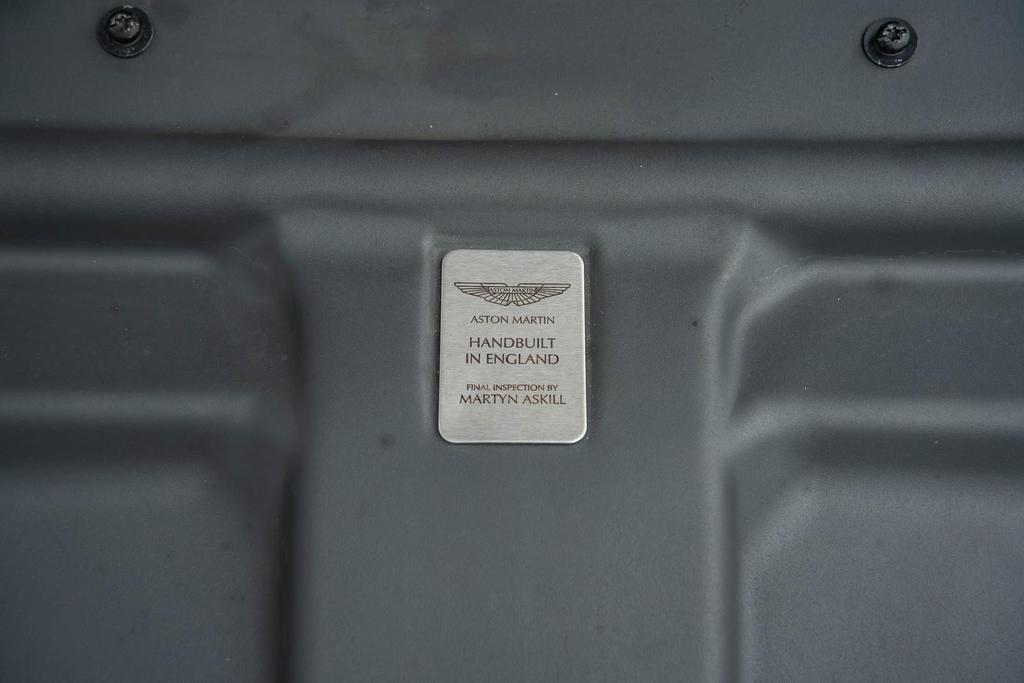 ASTON MARTIN
ASTON MARTIN
HANDBUILT
IN ENGLAND
FINAL INSPECTION BY
MARTYN ASKILL